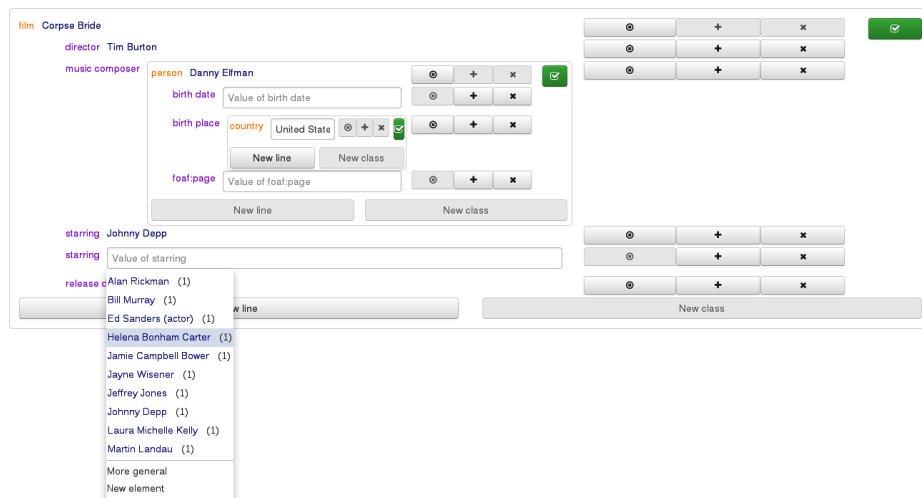 film Corpse Bride
director Tim Burton
music composer person Danny Elfman
birth date Value of birth date
birth place country United State
New line New class
foaf:page Value of foaf:page
New line New class
starring Johnny Depp
starring Value of starring
release
w line New class
Alan Rickman (1)
Bill Murray (1)
Ed Sanders (actor) (1)
Helena Bonham Carter (1)
Jamie Campbell Bower (1)
Jayne Wisener (1)
Jeffrey Jones (1)
Johnny Depp (1)
Laura Michelle Kelly (1)
Martin Landau (1)
More general
New element